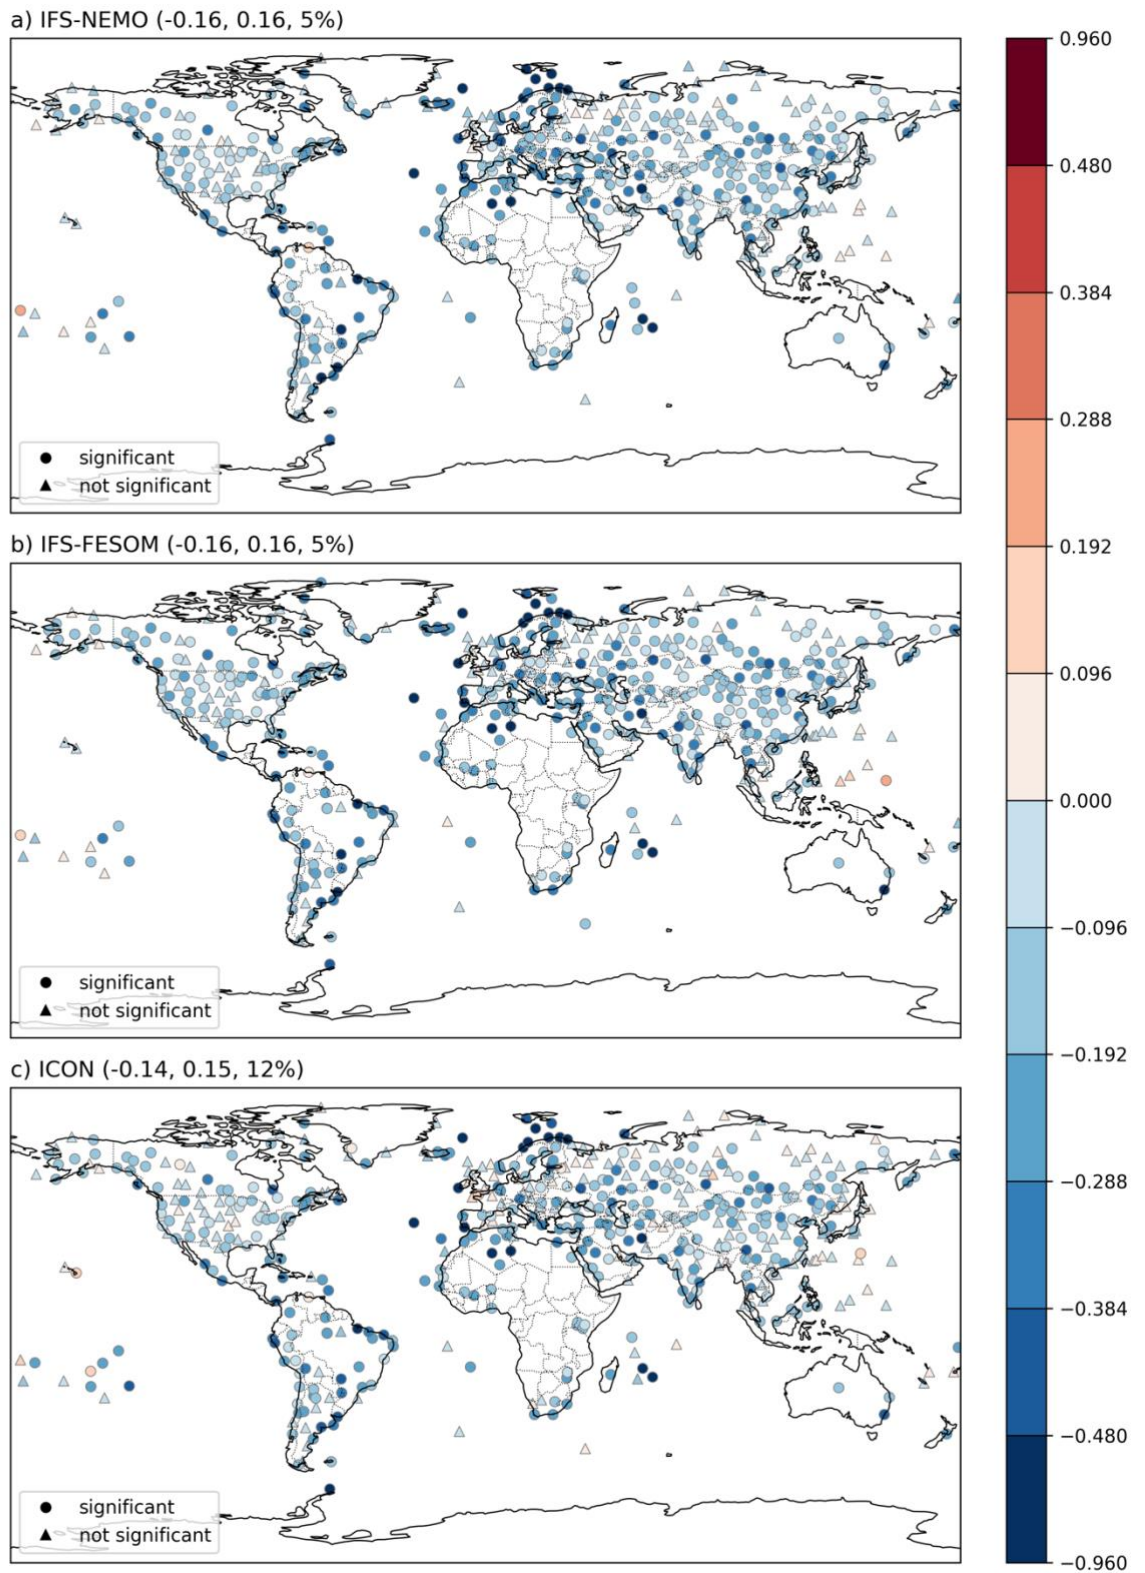 a) IFS-NEMO (-0.16, 0.16, 5%)
significant
not significant
b) IFS-FESOM (-0.16, 0.16, 5%)
significant
not significant
c) ICON (-0.14, 0.15, 12%)
significant
not significant
0.960
0.480
0.384
0.288
0.192
0.096
0.000
−0.096
−0.192
−0.288
−0.384
−0.480
−0.960